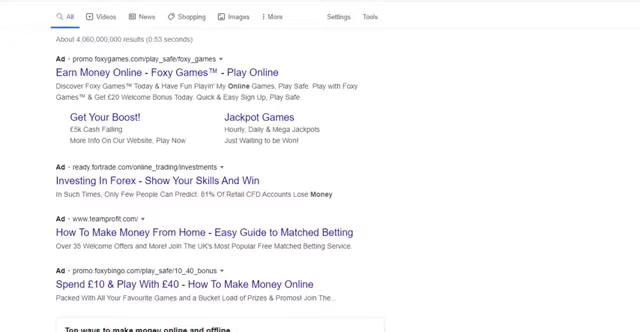 All Videos News Shopping Images More Settings Tools
About 4,060,000,000 results (0.53 seconds)
Ad · promo.foxygames.com/play_safe/foxy_games
Earn Money Online - Foxy Games™ - Play Online
Discover Foxy Games™ Today & Have Fun Playin' My Online Games, Play Safe. Play with Foxy
Games™ & Get £20 Welcome Bonus Today. Quick & Easy Sign Up, Play Safe.
Get Your Boost! Jackpot Games
£5k Cash Falling Hourly, Daily & Mega Jackpots
More Info On Our Website, Play Now Just Waiting to be Won!
Ad · ready.fortrade.com/online_trading/investments
Investing In Forex - Show Your Skills And Win
In Such Times, Only Few People Can Predict. 81% Of Retail CFD Accounts Lose Money
Ad · www.teamprofit.com/
How To Make Money From Home - Easy Guide to Matched Betting
Over 35 Welcome Offers and More! Join The UK's Most Popular Free Matched Betting Service.
Ad · promo.foxybingo.com/play_safe/10_40_bonus
Spend £10 & Play With £40 - How To Make Money Online
Packed With All Your Favourite Games and a Bucket Load of Prizes & Promos! Join The...
Top ways to make money online and offline